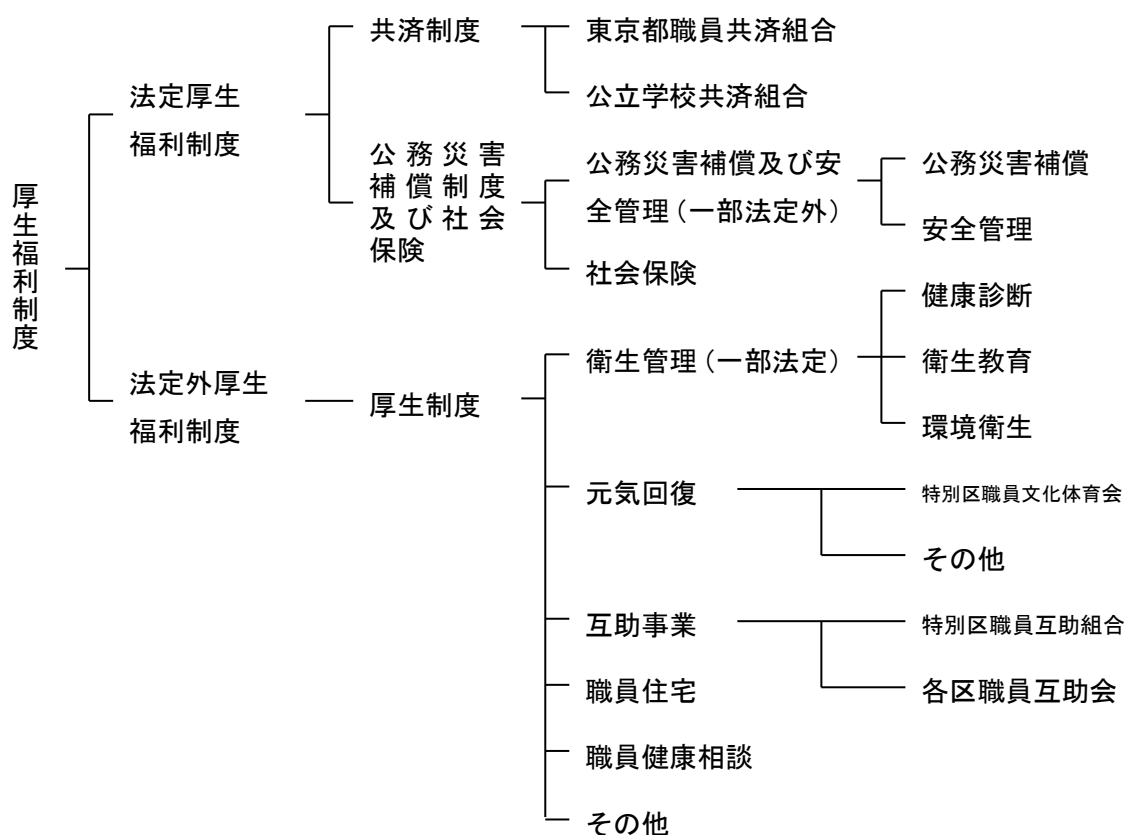 厚生福利制度
法定厚生
福利制度
共済制度
東京都職員共済組合
公立学校共済組合
公務災害
補償制度
及び社会
保険
公務災害補償及び安
全管理（一部法定外）
公務災害補償
安全管理
社会保険
法定外厚生
福利制度
厚生制度
衛生管理（一部法定）
健康診断
衛生教育
環境衛生
元気回復
特別区職員文化体育会
その他
互助事業
特別区職員互助組合
各区職員互助会
職員住宅
職員健康相談
その他